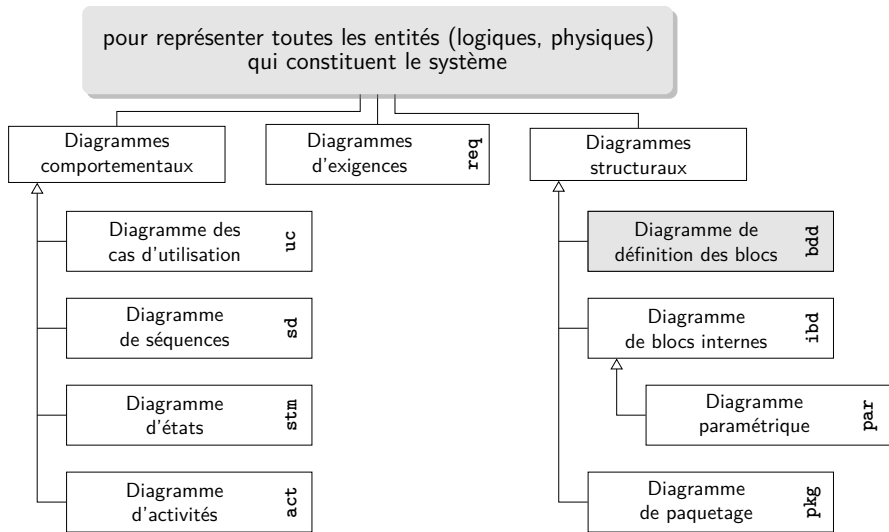 pour représenter toutes les entités (logiques, physiques)
qui constituent le système
Diagrammes
comportementaux
Diagrammes
d'exigences
req
Diagrammes
structuraux
Diagramme des
cas d'utilisation
uc
Diagramme
de séquences
sd
Diagramme
d'états
stm
Diagramme
d'activités
act
Diagramme de
définition des blocs
bdd
Diagramme
de blocs internes
ibd
Diagramme
paramétrique
par
Diagramme
de paquetage
pkg